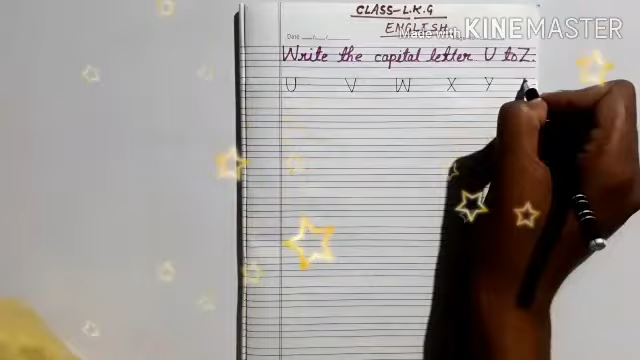 CLASS-L.K.G
ENGLISH
Made with KINEMASTER
Date
Write the capital letter U to Z.
U V W X Y